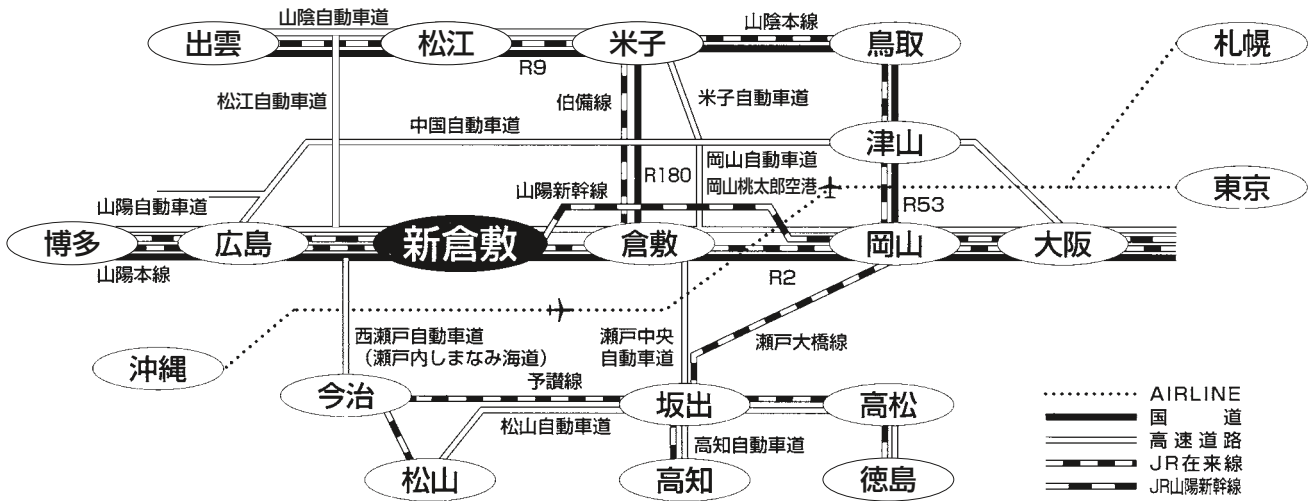 山陰自動車道
山陰本線
出雲
松江
米子
鳥取
札幌
R9
松江自動車道
伯備線
米子自動車道
中国自動車道
津山
岡山自動車道
R180
岡山桃太郎空港
山陽新幹線
東京
山陽自動車道
R53
博多
広島
新倉敷
倉敷
岡山
大阪
山陽本線
R2
西瀬戸自動車道
（瀬戸内しまなみ海道）
瀬戸中央
自動車道
瀬戸大橋線
沖縄
予讃線
今治
坂出
高松
松山自動車道
高知自動車道
松山
高知
徳島
AIRLINE
国道
高速道路
JR在来線
JR山陽新幹線